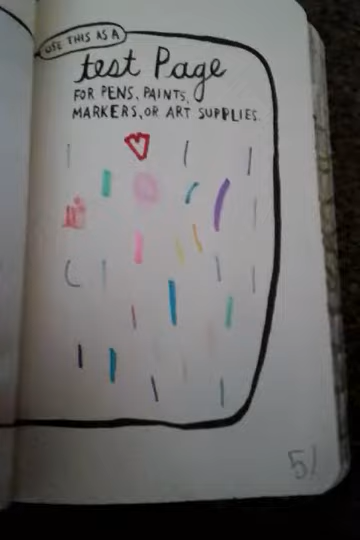 USE THIS AS A
test Page
FOR PENS, PAINTS,
MARKERS, OR ART SUPPLIES.
51